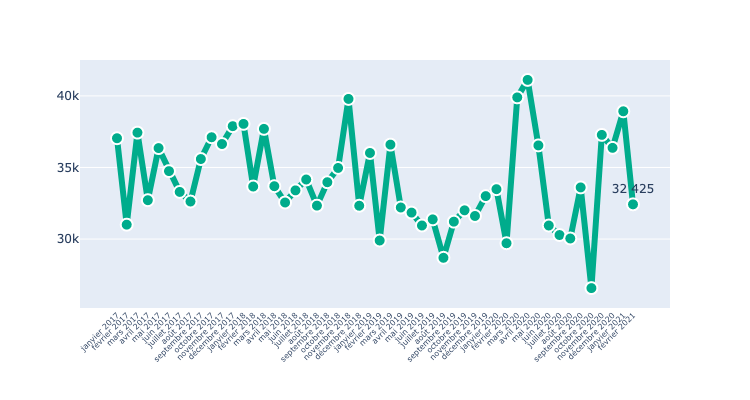 40k
35k
30k
32 425
janvier 2017
février 2017
mars 2017
avril 2017
mai 2017
juin 2017
juillet 2017
août 2017
septembre 2017
octobre 2017
novembre 2017
décembre 2017
janvier 2018
février 2018
mars 2018
avril 2018
mai 2018
juin 2018
juillet 2018
août 2018
septembre 2018
octobre 2018
novembre 2018
décembre 2018
janvier 2019
février 2019
mars 2019
avril 2019
mai 2019
juin 2019
juillet 2019
août 2019
septembre 2019
octobre 2019
novembre 2019
décembre 2019
janvier 2020
février 2020
mars 2020
avril 2020
mai 2020
juin 2020
juillet 2020
août 2020
septembre 2020
octobre 2020
novembre 2020
décembre 2020
janvier 2021
février 2021